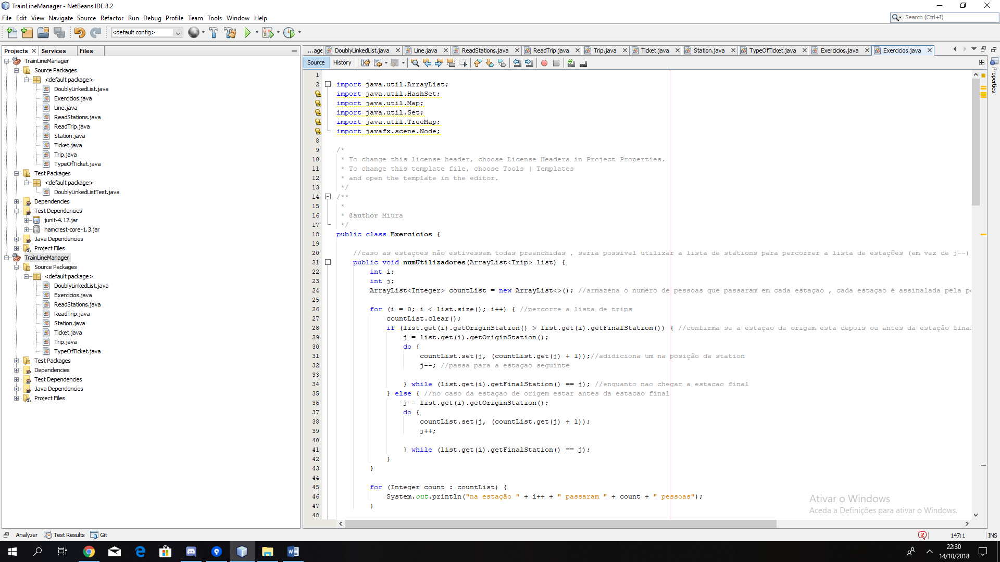 TrainLineManager - NetBeans IDE 8.2
File Edit View Navigate Source Refactor Run Debug Profile Team Tools Window Help
Search (Ctrl+I)
<default config>
Projects Services Files
TrainLineManager
Source Packages
<default package>
DoublyLinkedList.java
Exercicios.java
Line.java
ReadStations.java
ReadTrip.java
Station.java
Ticket.java
Trip.java
TypeOfTicket.java
Test Packages
<default package>
DoublyLinkedListTest.java
Dependencies
Test Dependencies
junit-4.12.jar
hamcrest-core-1.3.jar
Java Dependencies
Project Files
TrainLineManager
Source Packages
<default package>
DoublyLinkedList.java
Exercicios.java
ReadStations.java
ReadTrip.java
Station.java
Ticket.java
Trip.java
TypeOfTicket.java
Test Packages
Dependencies
Test Dependencies
Java Dependencies
Project Files
...age DoublyLinkedList.java Line.java ReadStations.java ReadTrip.java Trip.java Ticket.java Station.java TypeOfTicket.java Exercicios.java Exercicios.java
Source History
Properties
1
2 import java.util.ArrayList;
import java.util.HashSet;
import java.util.Map;
import java.util.Set;
import java.util.TreeMap;
import javafx.scene.Node;
8
9 /*
10 * To change this license header, choose License Headers in Project Properties.
11 * To change this template file, choose Tools | Templates
12 * and open the template in the editor.
13 */
14 /**
15 *
16 * @author Miura
17 */
18 public class Exercicios {
19
20 //caso as estaçoes não estivessem todas preenchidas , seria possivel utilizar a lista de stations para percorrer a lista de estações (em vez de j--)
21 public void numUtilizadores(ArrayList<Trip> list) {
22 int i;
23 int j;
24 ArrayList<Integer> countList = new ArrayList<>(); //armazena o numero de pessoas que passaram em cada estaçao , cada estaçao é assinalada pela po
25
26 for (i = 0; i < list.size(); i++) { //percorre a lista de trips
27 countList.clear();
28 if (list.get(i).getOriginStation() > list.get(i).getFinalStation()) { //confirma se a estaçao de origem esta depois ou antes da estação final
29 j = list.get(i).getOriginStation();
30 do {
31 countList.set(j, (countList.get(j) + 1));//adidiciona um na posição da station
32 j--; //passa para a estaçao seguinte
33
34 } while (list.get(i).getFinalStation() == j); //enquanto nao chegar a estacão final
35 } else { //no caso da estaçao de origem estar antes da estacao final
36 j = list.get(i).getOriginStation();
37 do {
38 countList.set(j, (countList.get(j) + 1));
39 j++;
40
41 } while (list.get(i).getFinalStation() == j);
42 }
43 }
44
45 for (Integer count : countList) {
46 System.out.println("na estação " + i++ + " passaram " + count + " pessoas");
47 }
48
Ativar o Windows
Aceda a Definições para ativar o Windows.
Analyzer Test Results Git
2 147:1 INS
22:30
14/10/2018